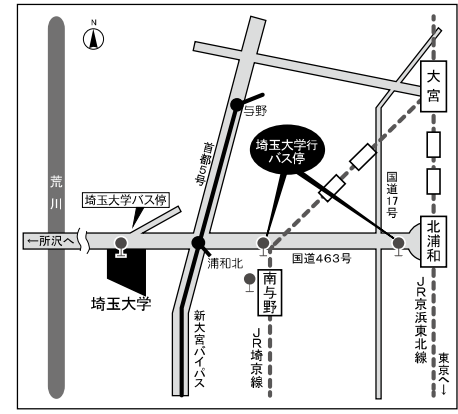 N
大宮
与野
埼玉大学行
バス停
首都5号
国道17号
荒川
埼玉大学バス停
北浦和
←所沢へ
浦和北
国道463号
南与野
埼玉大学
新大宮バイパス
JR埼京線
JR京浜東北線
東京へ→